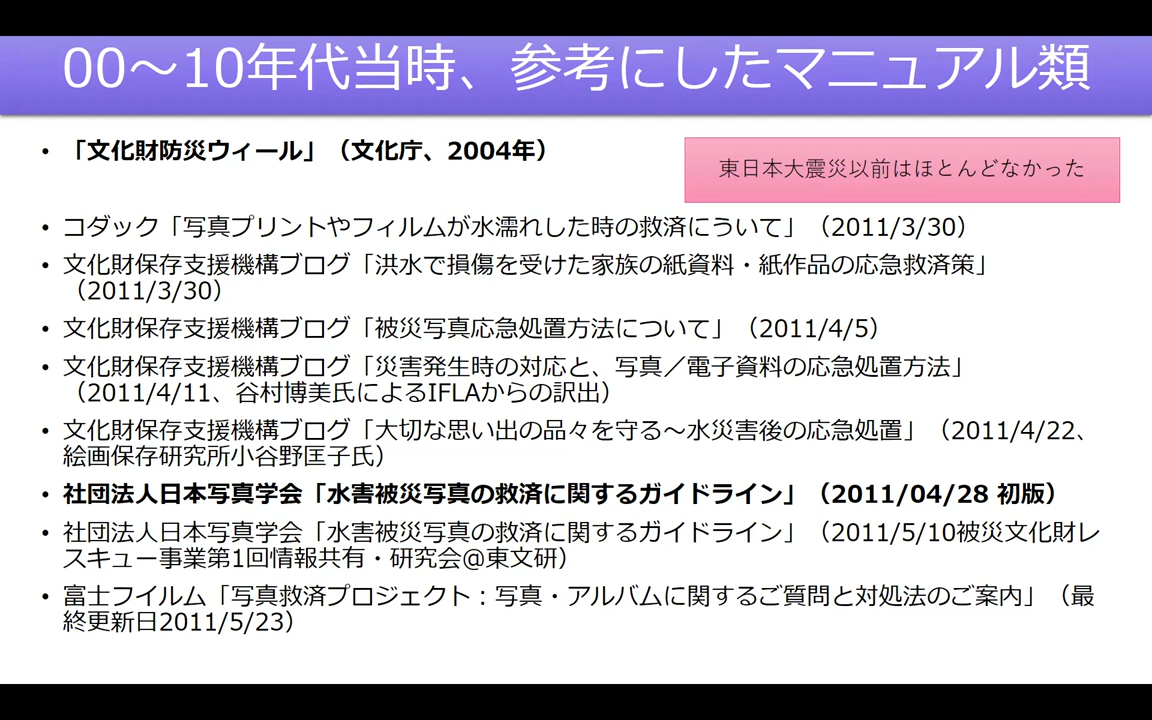 00～10年代当時、参考にしたマニュアル類
• 「文化財防災ウィール」（文化庁、2004年）
東日本大震災以前はほとんどなかった
• コダック「写真プリントやフィルムが水濡れした時の救済にういて」（2011/3/30）
• 文化財保存支援機構ブログ「洪水で損傷を受けた家族の紙資料・紙作品の応急救済策」
（2011/3/30）
• 文化財保存支援機構ブログ「被災写真応急処置方法について」（2011/4/5）
• 文化財保存支援機構ブログ「災害発生時の対応と、写真／電子資料の応急処置方法」
（2011/4/11、谷村博美氏によるIFLAからの訳出）
• 文化財保存支援機構ブログ「大切な思い出の品々を守る～水災害後の応急処置」（2011/4/22、
絵画保存研究所小谷野匡子氏）
• 社団法人日本写真学会「水害被災写真の救済に関するガイドライン」（2011/04/28 初版）
• 社団法人日本写真学会「水害被災写真の救済に関するガイドライン」（2011/5/10被災文化財レ
スキュー事業第1回情報共有・研究会@東文研）
• 富士フイルム「写真救済プロジェクト：写真・アルバムに関するご質問と対処法のご案内」（最
終更新日2011/5/23）